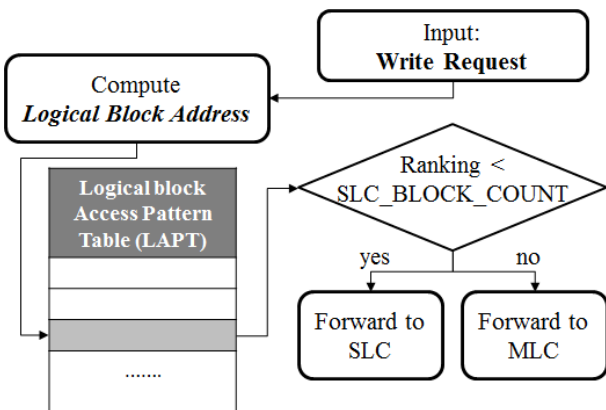 Input:
Write Request
Compute
Logical Block Address
Logical block
Access Pattern
Table (LAPT)
.......
Ranking <
SLC_BLOCK_COUNT
yes
no
Forward to
SLC
Forward to
MLC